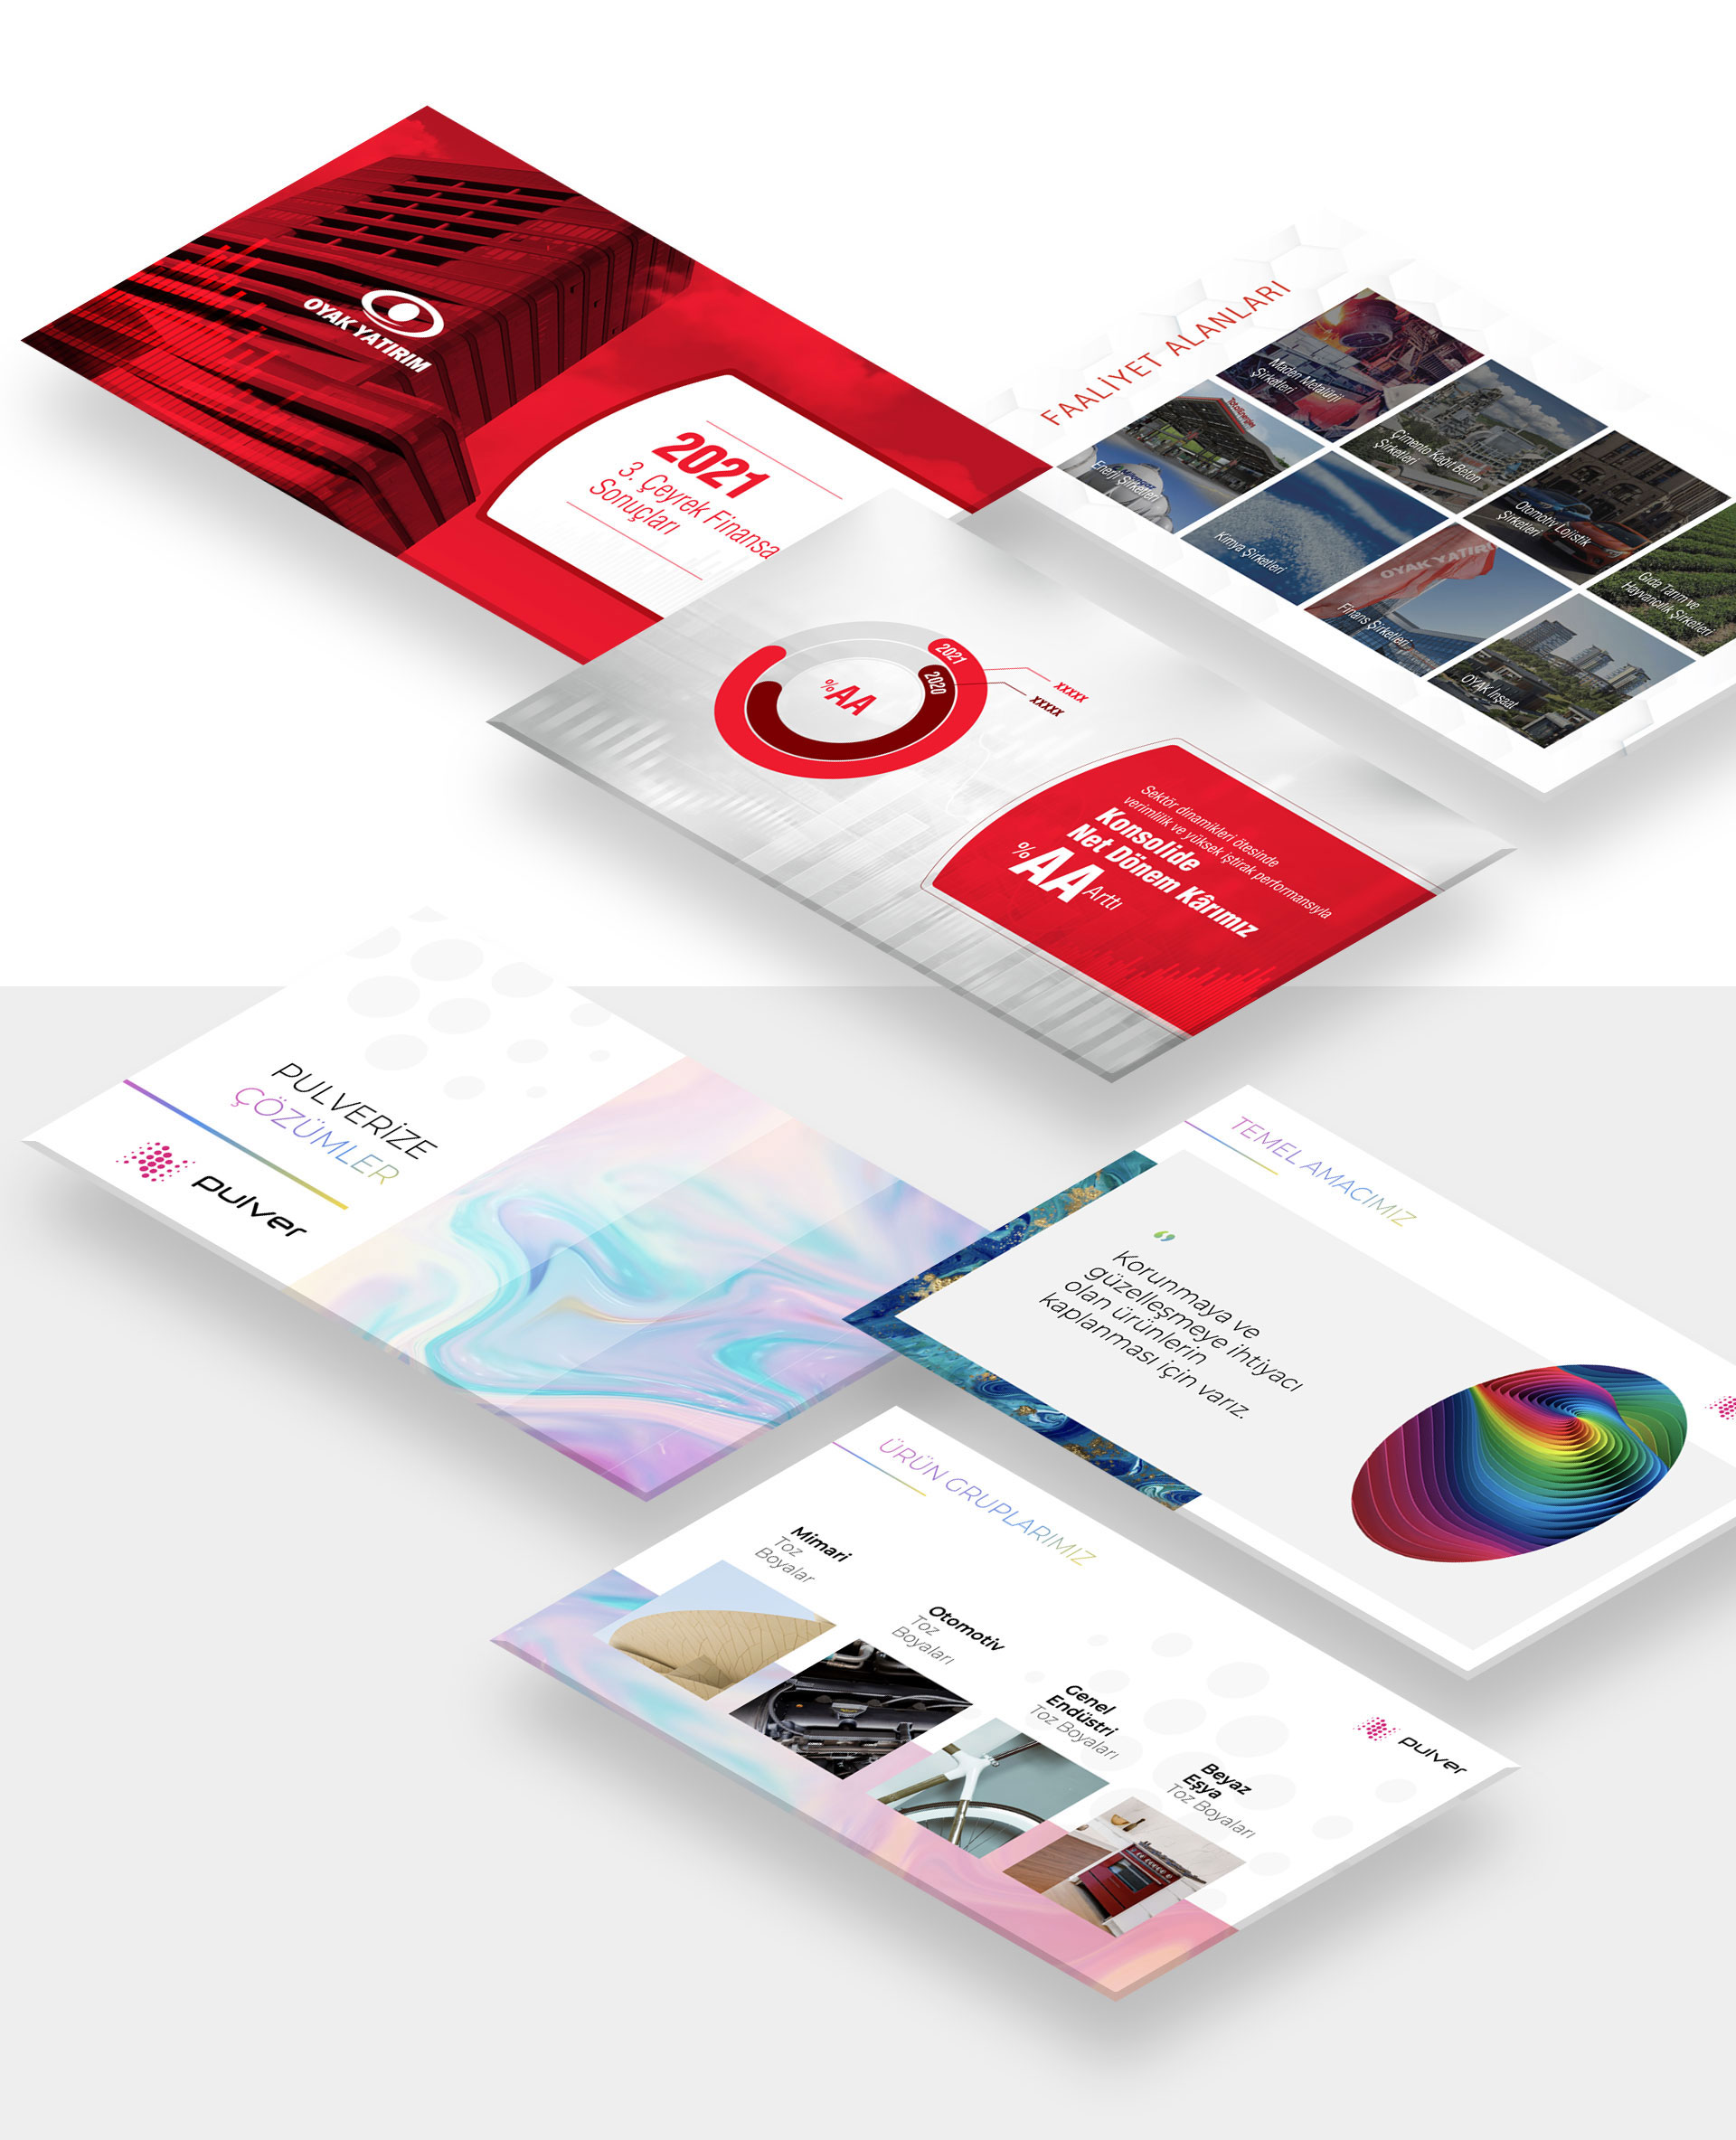 OYAK YATIRIM
2021
3. Çeyrek Finansa
Sonuçları
FAALİYET ALANLARI
Maden Metalürji
Şirketleri
Enerji Şirketleri
TotalEnergies
Çimento Kağıt Beton
Şirketleri
Kimya Şirketleri
Otomotiv Lojistik
Şirketleri
OYAK YATIR
Finans Şirketleri
Gıda Tarım ve
Hayvancılık Şirketleri
OYAK İnşaat
%AA
2021
2020
xxxxx
xxxxx
Sektör dinamikleri ötesinde
verimlilik ve yüksek iştirak performansıyla
Konsolide
Net Dönem Kârımız
%AA Arttı
PULVERİZE
ÇÖZÜMLER
pulver
TEMEL AMACIMIZ
“
Korunmaya ve
güzelleşmeye ihtiyacı
olan ürünlerin
kaplanması için varız.
ÜRÜN GRUPLARIMIZ
Mimari
Toz
Boyalar
Otomotiv
Toz
Boyaları
Genel
Endüstri
Toz Boyaları
Beyaz
Eşya
Toz Boyaları
pulver